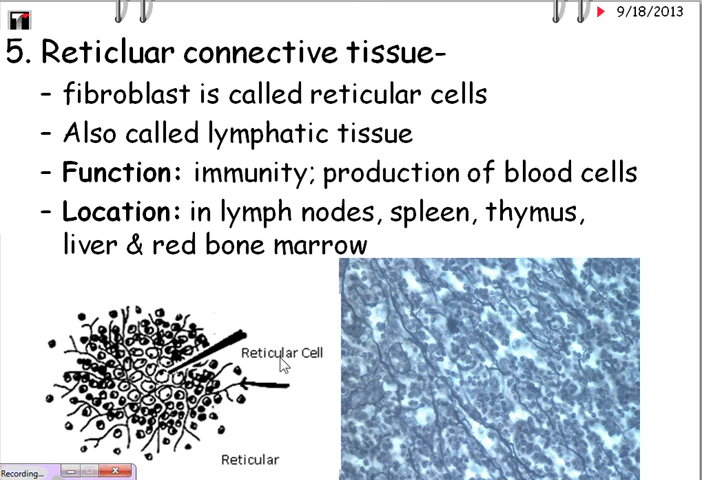 9/18/2013
5. Reticluar connective tissue-
- fibroblast is called reticular cells
- Also called lymphatic tissue
- Function: immunity; production of blood cells
- Location: in lymph nodes, spleen, thymus,
liver & red bone marrow
Reticular Cell
Reticular
Recording...